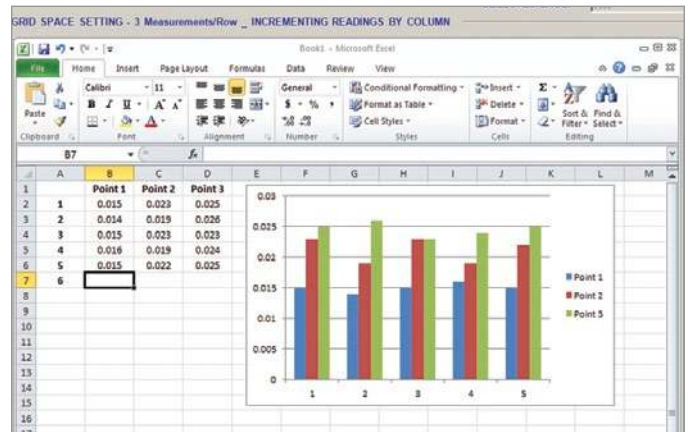 GRID SPACE SETTING - 3 Measurements/Row _ INCREMENTING READINGS BY COLUMN
Book1 - Microsoft Excel
File Home Insert Page Layout Formulas Data Review View
Calibri 11 General Conditional Formatting Insert Σ
Paste B I U A A $ % , Format as Table Delete Sort & Find &
A Cell Styles Format Filter Select
Clipboard Font Alignment Number Styles Cells Editing
B7 fx
A B C D E F G H I J K L M
1 Point 1 Point 2 Point 3
2 1 0.015 0.023 0.025
3 2 0.014 0.019 0.026
4 3 0.015 0.023 0.023
5 4 0.016 0.019 0.024
6 5 0.015 0.022 0.025
7 6
8
9
10
11
12
13
14
15
16
0.03
0.025
0.02
0.015
0.01
0.005
0
1 2 3 4 5
Point 1
Point 2
Point 3